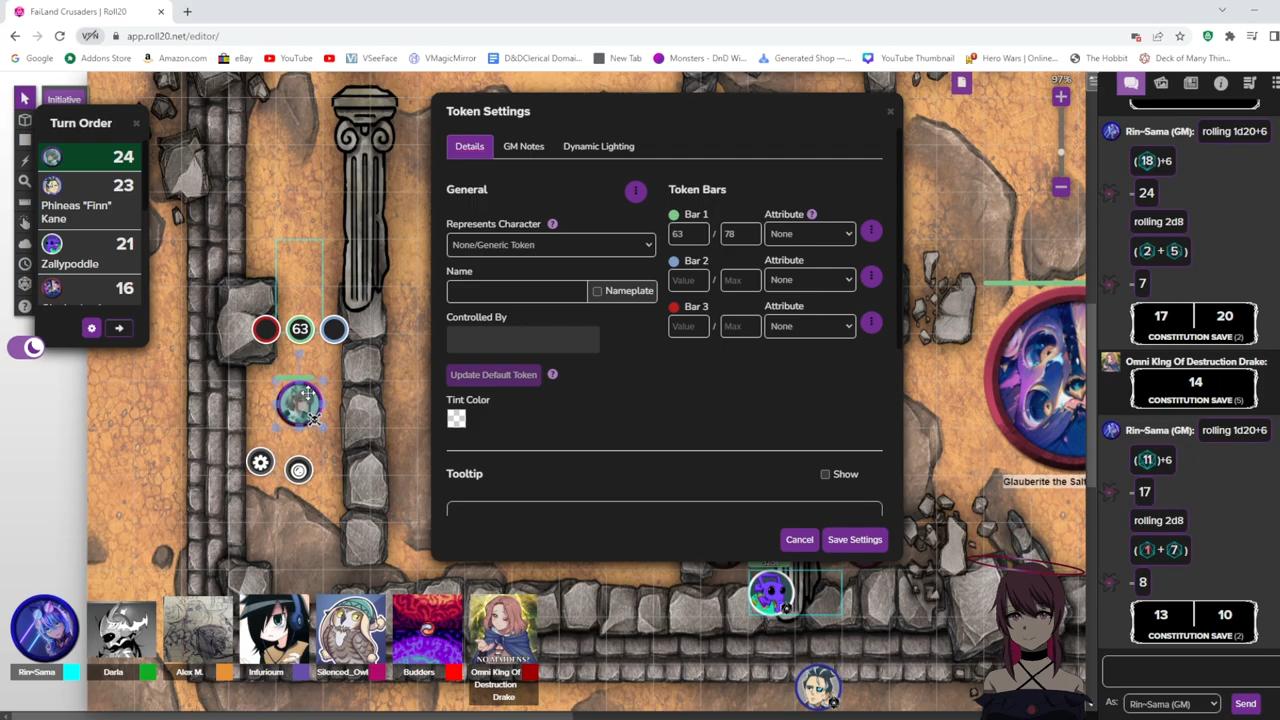 FaiLand Crusaders | Roll20
VPN
app.roll20.net/editor/
Google
Addons Store
Amazon.com
eBay
YouTube
YouTube
VSeeFace
VMagicMirror
D&DClerical Domai...
New Tab
Monsters - DnD Wi...
Generated Shop —...
YouTube Thumbnail
Hero Wars | Online...
The Hobbit
Deck of Many Thin...
97%
Initiative
Turn Order
24
23
Phineas "Finn" Kane
21
Zallypoddle
16
63
Token Settings
Details
GM Notes
Dynamic Lighting
General
Represents Character
None/Generic Token
Name
Nameplate
Controlled By
Update Default Token
Tint Color
Token Bars
Bar 1
Attribute
63 / 78
None
Bar 2
Attribute
Value / Max
None
Bar 3
Attribute
Value / Max
None
Tooltip
Show
Cancel
Save Settings
Glauberite the Salt
Rin~Sama (GM): rolling 1d20+6
(18)+6
= 24
rolling 2d8
(2 + 5)
= 7
17 20
CONSTITUTION SAVE (2)
Omni KIng Of Destruction Drake:
14
CONSTITUTION SAVE (5)
Rin~Sama (GM): rolling 1d20+6
(11)+6
= 17
rolling 2d8
(1 + 7)
= 8
13 10
CONSTITUTION SAVE (2)
As:
Rin~Sama (GM)
Send
Rin~Sama
Darla
Alex M.
Infurioum
Silenced_Owl
Budders
NO MAIDENS?
Omni KIng Of
Destruction
Drake